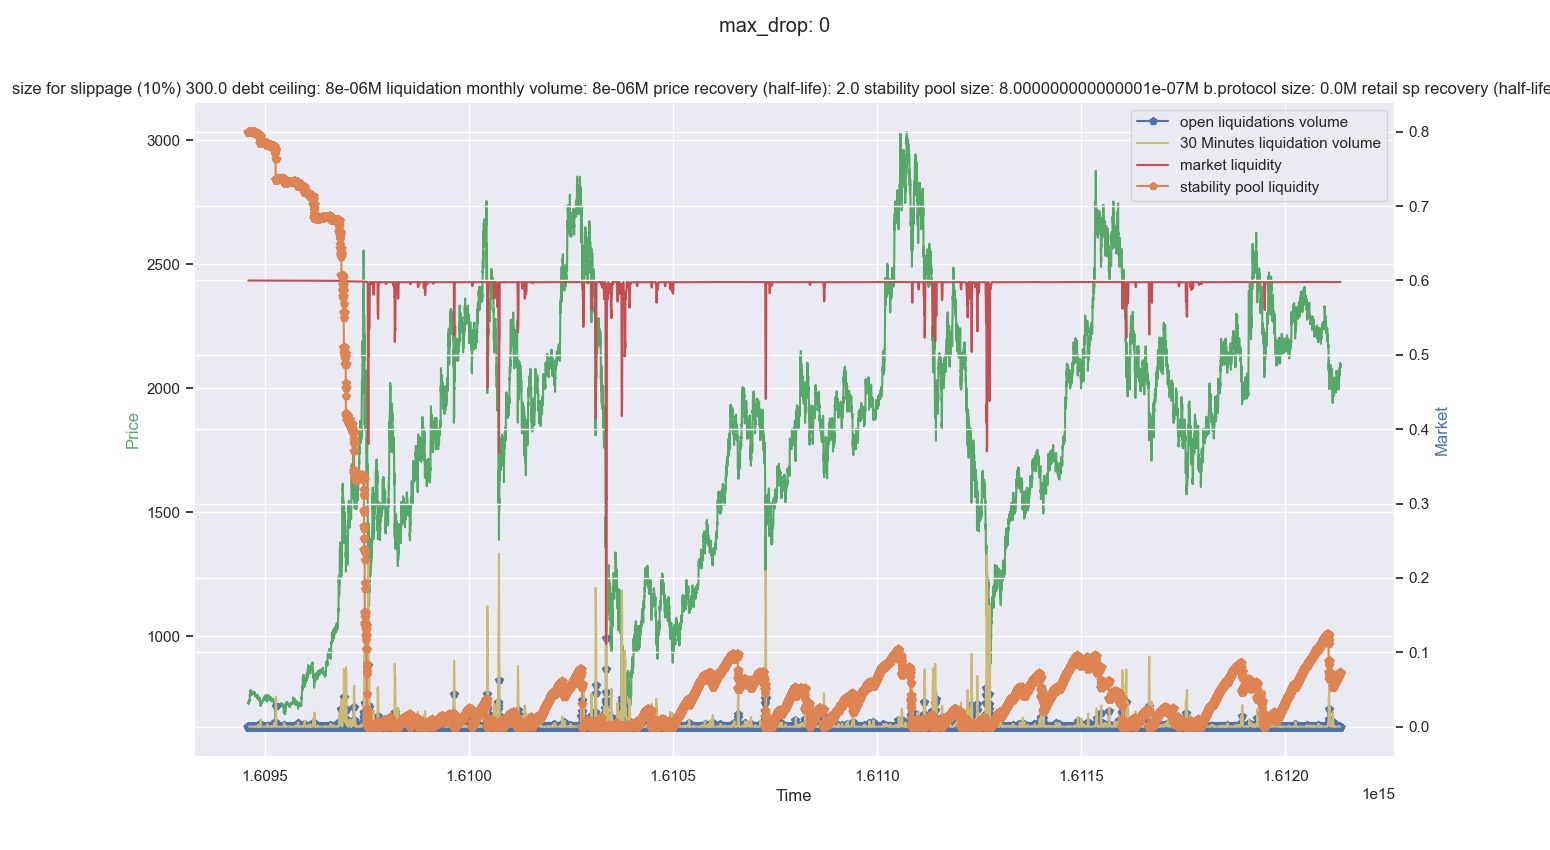 max_drop: 0
size for slippage (10%) 300.0 debt ceiling: 8e-06M liquidation monthly volume: 8e-06M price recovery (half-life): 2.0 stability pool size: 8.000000000000001e-07M b.protocol size: 0.0M retail sp recovery (half-life
open liquidations volume
30 Minutes liquidation volume
market liquidity
stability pool liquidity
3000
2500
2000
1500
1000
Price
0.8
0.7
0.6
0.5
0.4
0.3
0.2
0.1
0.0
Market
1.6095
1.6100
1.6105
1.6110
1.6115
1.6120
1e15
Time